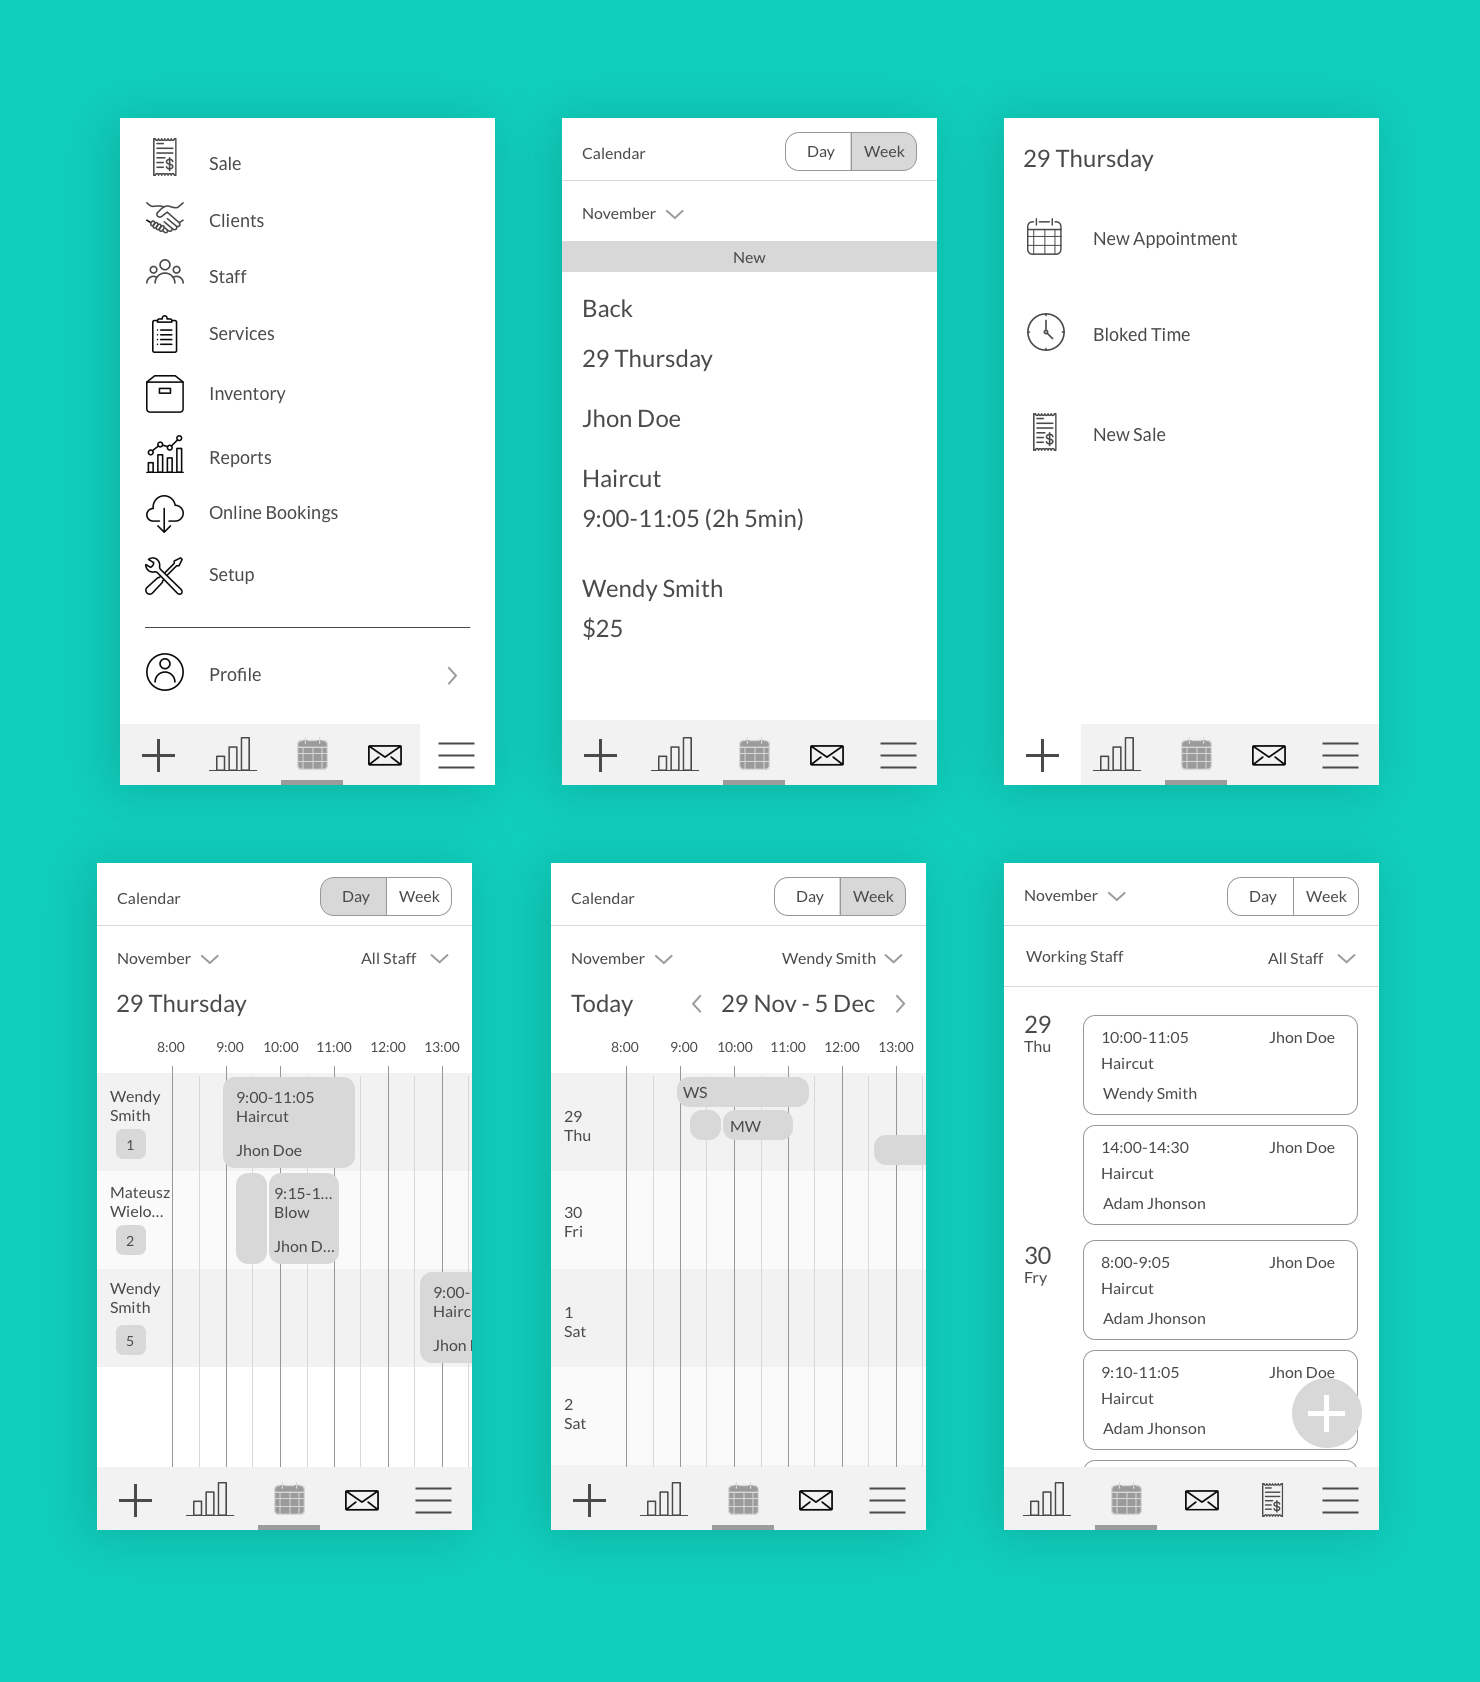 Sale
Clients
Staff
Services
Inventory
Reports
Online Bookings
Setup
Profile
Calendar
Day Week
November
New
Back
29 Thursday
Jhon Doe
Haircut
9:00-11:05 (2h 5min)
Wendy Smith
$25
29 Thursday
New Appointment
Bloked Time
New Sale
Calendar
Day Week
November All Staff
29 Thursday
8:00 9:00 10:00 11:00 12:00 13:00
Wendy
Smith
1
9:00-11:05
Haircut
Jhon Doe
Mateusz
Wielo...
2
9:15-1...
Blow
Jhon D...
Wendy
Smith
5
9:00-
Hairc
Jhon
Calendar
Day Week
November Wendy Smith
Today 29 Nov - 5 Dec
8:00 9:00 10:00 11:00 12:00 13:00
WS
MW
29
Thu
30
Fri
1
Sat
2
Sat
November Day Week
Working Staff All Staff
29
Thu
10:00-11:05 Jhon Doe
Haircut
Wendy Smith
14:00-14:30 Jhon Doe
Haircut
Adam Jhonson
30
Fry
8:00-9:05 Jhon Doe
Haircut
Adam Jhonson
9:10-11:05 Jhon Doe
Haircut
Adam Jhonson